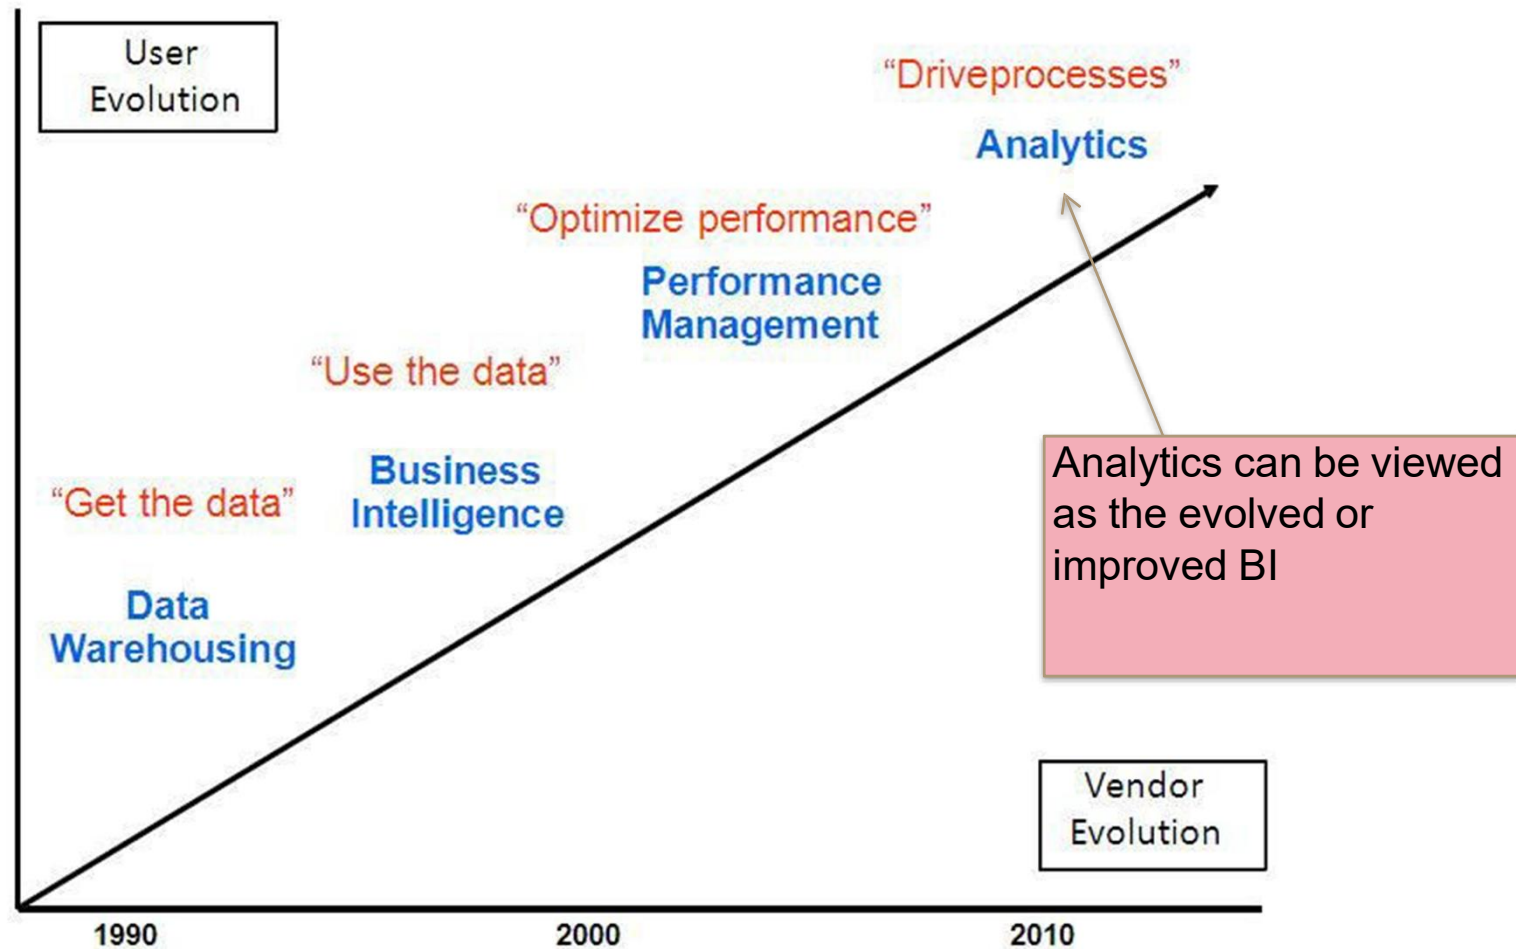 User
Evolution
“Driveprocesses”
Analytics
“Optimize performance”
Performance
Management
“Use the data”
Business
Intelligence
“Get the data”
Data
Warehousing
Analytics can be viewed
as the evolved or
improved BI
Vendor
Evolution
1990
2000
2010